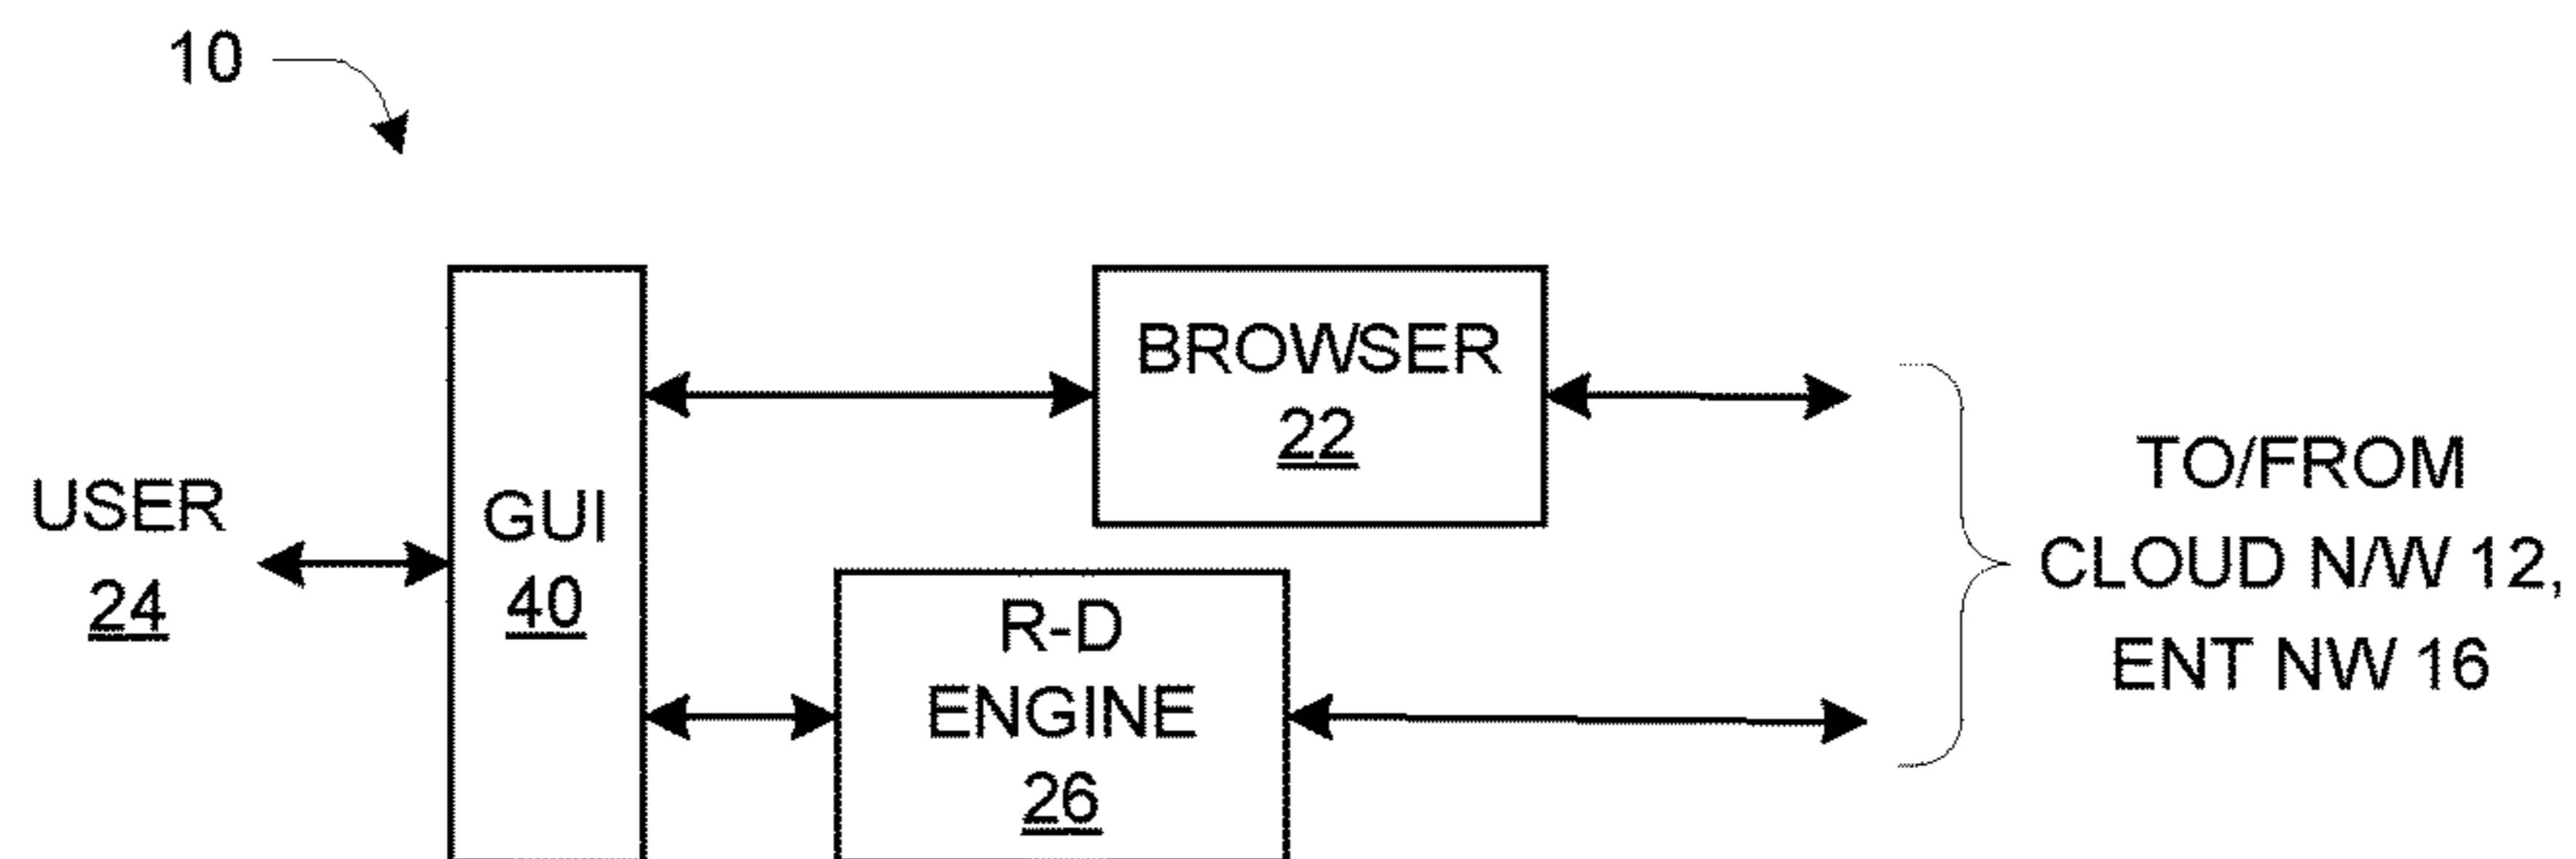 10
USER
24
GUI
40
BROWSER
22
R-D
ENGINE
26
TO/FROM
CLOUD N/W 12,
ENT NW 16